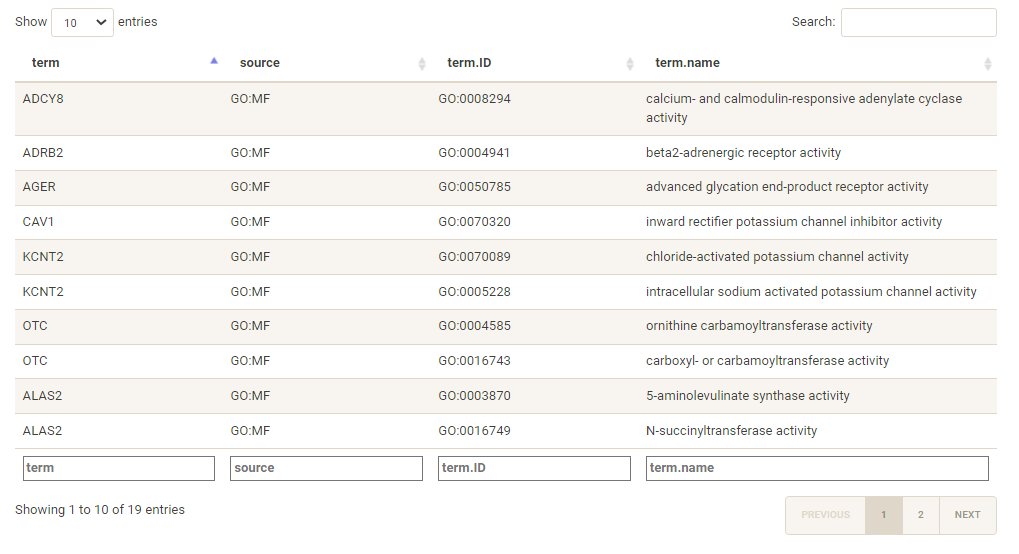 Show 10 entries Search:
term source term.ID term.name
ADCY8 GO:MF GO:0008294 calcium- and calmodulin-responsive adenylate cyclase
activity
ADRB2 GO:MF GO:0004941 beta2-adrenergic receptor activity
AGER GO:MF GO:0050785 advanced glycation end-product receptor activity
CAV1 GO:MF GO:0070320 inward rectifier potassium channel inhibitor activity
KCNT2 GO:MF GO:0070089 chloride-activated potassium channel activity
KCNT2 GO:MF GO:0005228 intracellular sodium activated potassium channel activity
OTC GO:MF GO:0004585 ornithine carbamoyltransferase activity
OTC GO:MF GO:0016743 carboxyl- or carbamoyltransferase activity
ALAS2 GO:MF GO:0003870 5-aminolevulinate synthase activity
ALAS2 GO:MF GO:0016749 N-succinyltransferase activity
term source term.ID term.name
Showing 1 to 10 of 19 entries PREVIOUS 1 2 NEXT